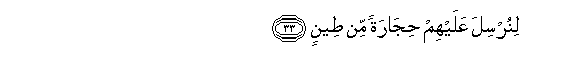 لِنُرْسِلَ عَلَيْهِمْ حِجَارَةً مِّن طِينٍ ٣٣